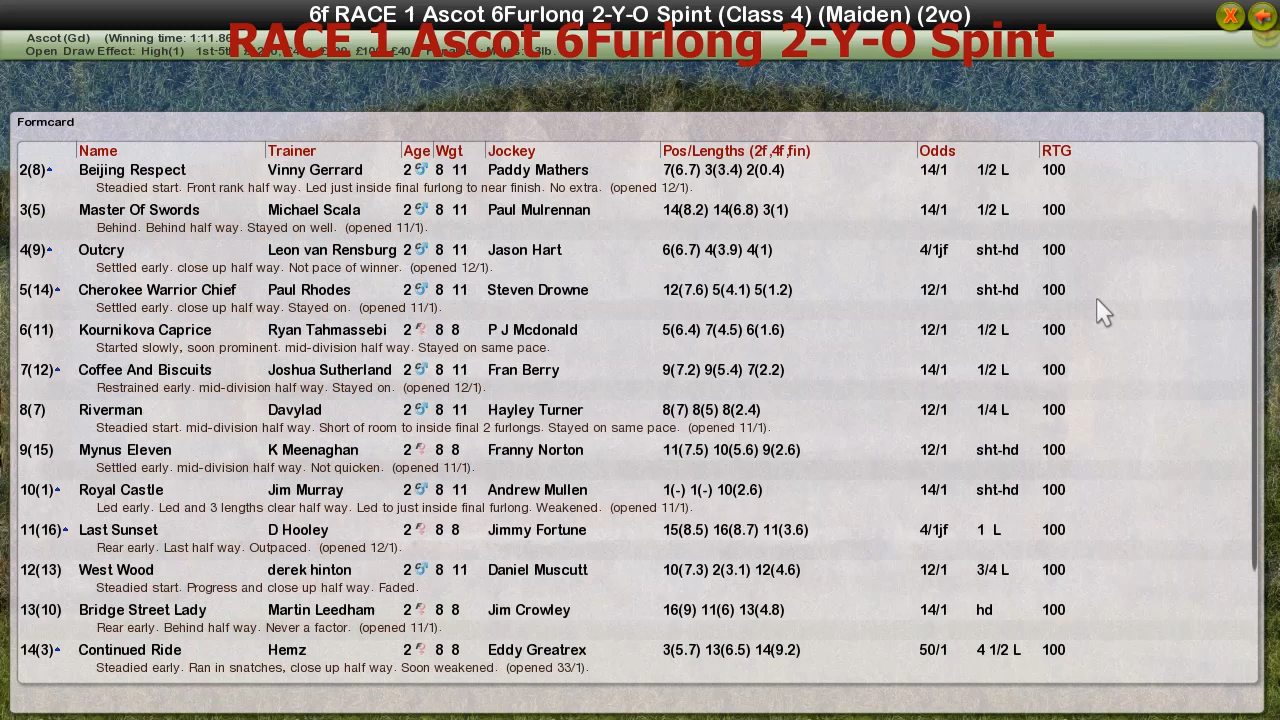 6f RACE 1 Ascot 6Furlong 2-Y-O Spint (Class 4) (Maiden) (2vo)
RACE 1 Ascot 6Furlong 2-Y-O Spint
Ascot(Gd) (Winning time: 1:11.86
Open Draw Effect: High(1) 1st-5th
Formcard
Name Trainer Age Wgt Jockey Pos/Lengths (2f,4f,fin) Odds RTG
2(8) Beijing Respect Vinny Gerrard 2 8 11 Paddy Mathers 7(6.7) 3(3.4) 2(0.4) 14/1 1/2 L 100
Steadied start. Front rank half way. Led just inside final furlong to near finish. No extra. (opened 12/1).
3(5) Master Of Swords Michael Scala 2 8 11 Paul Mulrennan 14(8.2) 14(6.8) 3(1) 14/1 1/2 L 100
Behind. Behind half way. Stayed on well. (opened 11/1).
4(9) Outcry Leon van Rensburg 2 8 11 Jason Hart 6(6.7) 4(3.9) 4(1) 4/1jf sht-hd 100
Settled early. close up half way. Not pace of winner. (opened 12/1).
5(14) Cherokee Warrior Chief Paul Rhodes 2 8 11 Steven Drowne 12(7.6) 5(4.1) 5(1.2) 12/1 sht-hd 100
Settled early. close up half way. Stayed on. (opened 11/1).
6(11) Kournikova Caprice Ryan Tahmassebi 2 8 8 P J Mcdonald 5(6.4) 7(4.5) 6(1.6) 12/1 1/2 L 100
Started slowly, soon prominent. mid-division half way. Stayed on same pace.
7(12) Coffee And Biscuits Joshua Sutherland 2 8 11 Fran Berry 9(7.2) 9(5.4) 7(2.2) 14/1 1/2 L 100
Restrained early. mid-division half way. Stayed on. (opened 12/1).
8(7) Riverman Davylad 2 8 11 Hayley Turner 8(7) 8(5) 8(2.4) 12/1 1/4 L 100
Steadied start. mid-division half way. Short of room to inside final 2 furlongs. Stayed on same pace. (opened 11/1).
9(15) Mynus Eleven K Meenaghan 2 8 8 Franny Norton 11(7.5) 10(5.6) 9(2.6) 12/1 sht-hd 100
Settled early. mid-division half way. Not quicken. (opened 11/1).
10(1) Royal Castle Jim Murray 2 8 11 Andrew Mullen 1(-) 1(-) 10(2.6) 14/1 sht-hd 100
Led early. Led and 3 lengths clear half way. Led to just inside final furlong. Weakened. (opened 11/1).
11(16) Last Sunset D Hooley 2 8 8 Jimmy Fortune 15(8.5) 16(8.7) 11(3.6) 4/1jf 1 L 100
Rear early. Last half way. Outpaced. (opened 12/1).
12(13) West Wood derek hinton 2 8 11 Daniel Muscutt 10(7.3) 2(3.1) 12(4.6) 12/1 3/4 L 100
Steadied start. Progress and close up half way. Faded.
13(10) Bridge Street Lady Martin Leedham 2 8 8 Jim Crowley 16(9) 11(6) 13(4.8) 14/1 hd 100
Rear early. Behind half way. Never a factor. (opened 11/1).
14(3) Continued Ride Hemz 2 8 8 Eddy Greatrex 3(5.7) 13(6.5) 14(9.2) 50/1 4 1/2 L 100
Steadied early. Ran in snatches, close up half way. Soon weakened. (opened 33/1).